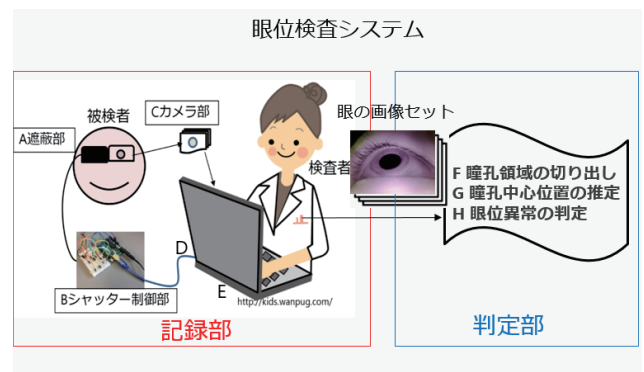 眼位検査システム
被検者
Cカメラ部
A遮蔽部
検査者
眼の画像セット
F 瞳孔領域の切り出し
G 瞳孔中心位置の推定
H 眼位異常の判定
D
E
Bシャッター制御部
http://kids.wanpug.com/
記録部
判定部